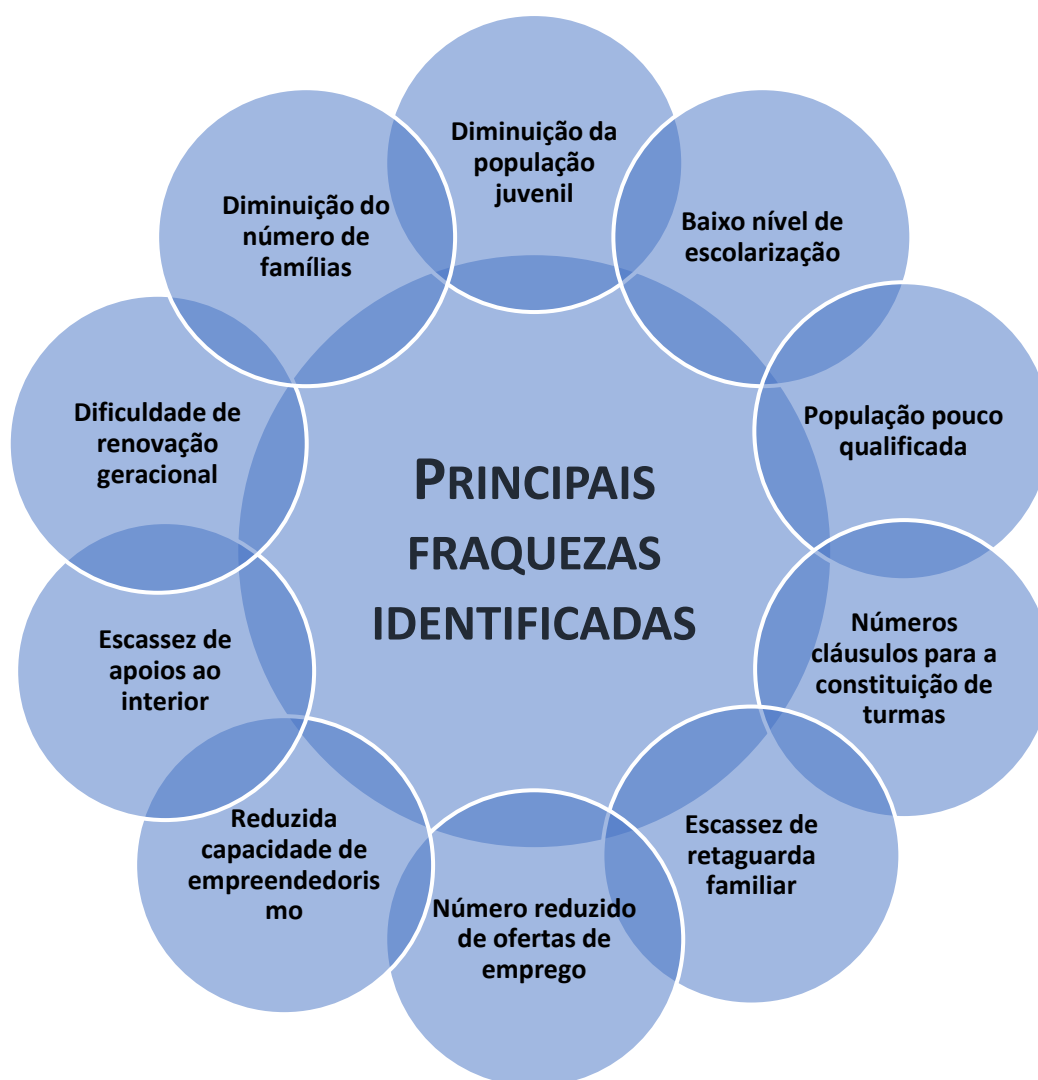 Diminuição da
população
juvenil
Baixo nível de
escolarização
População pouco
qualificada
Números
cláusulos para a
constituição de
turmas
Escassez de
retaguarda
familiar
Número reduzido
de ofertas de
emprego
Reduzida
capacidade de
empreendedoris
mo
Escassez de
apoios ao
interior
Dificuldade de
renovação
geracional
Diminuição do
número de
famílias
PRINCIPAIS
FRAQUEZAS
IDENTIFICADAS